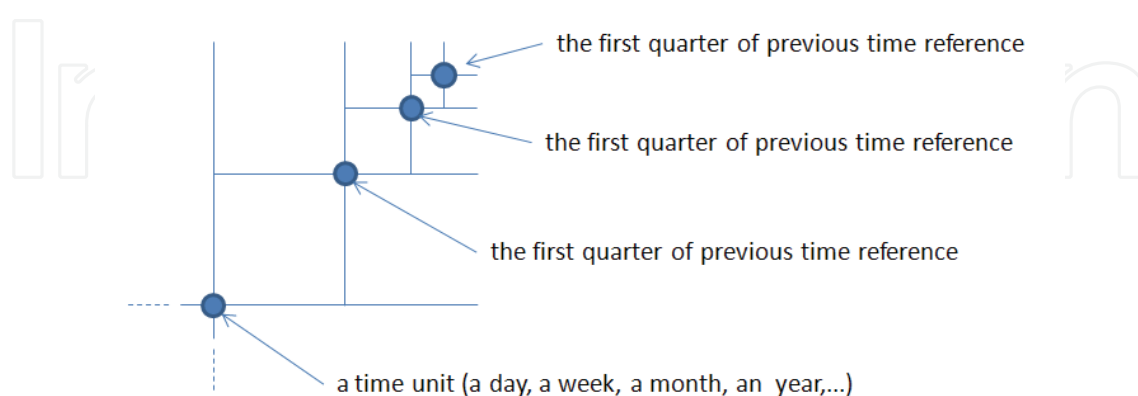 the first quarter of previous time reference
the first quarter of previous time reference
the first quarter of previous time reference
a time unit (a day, a week, a month, an year,...)